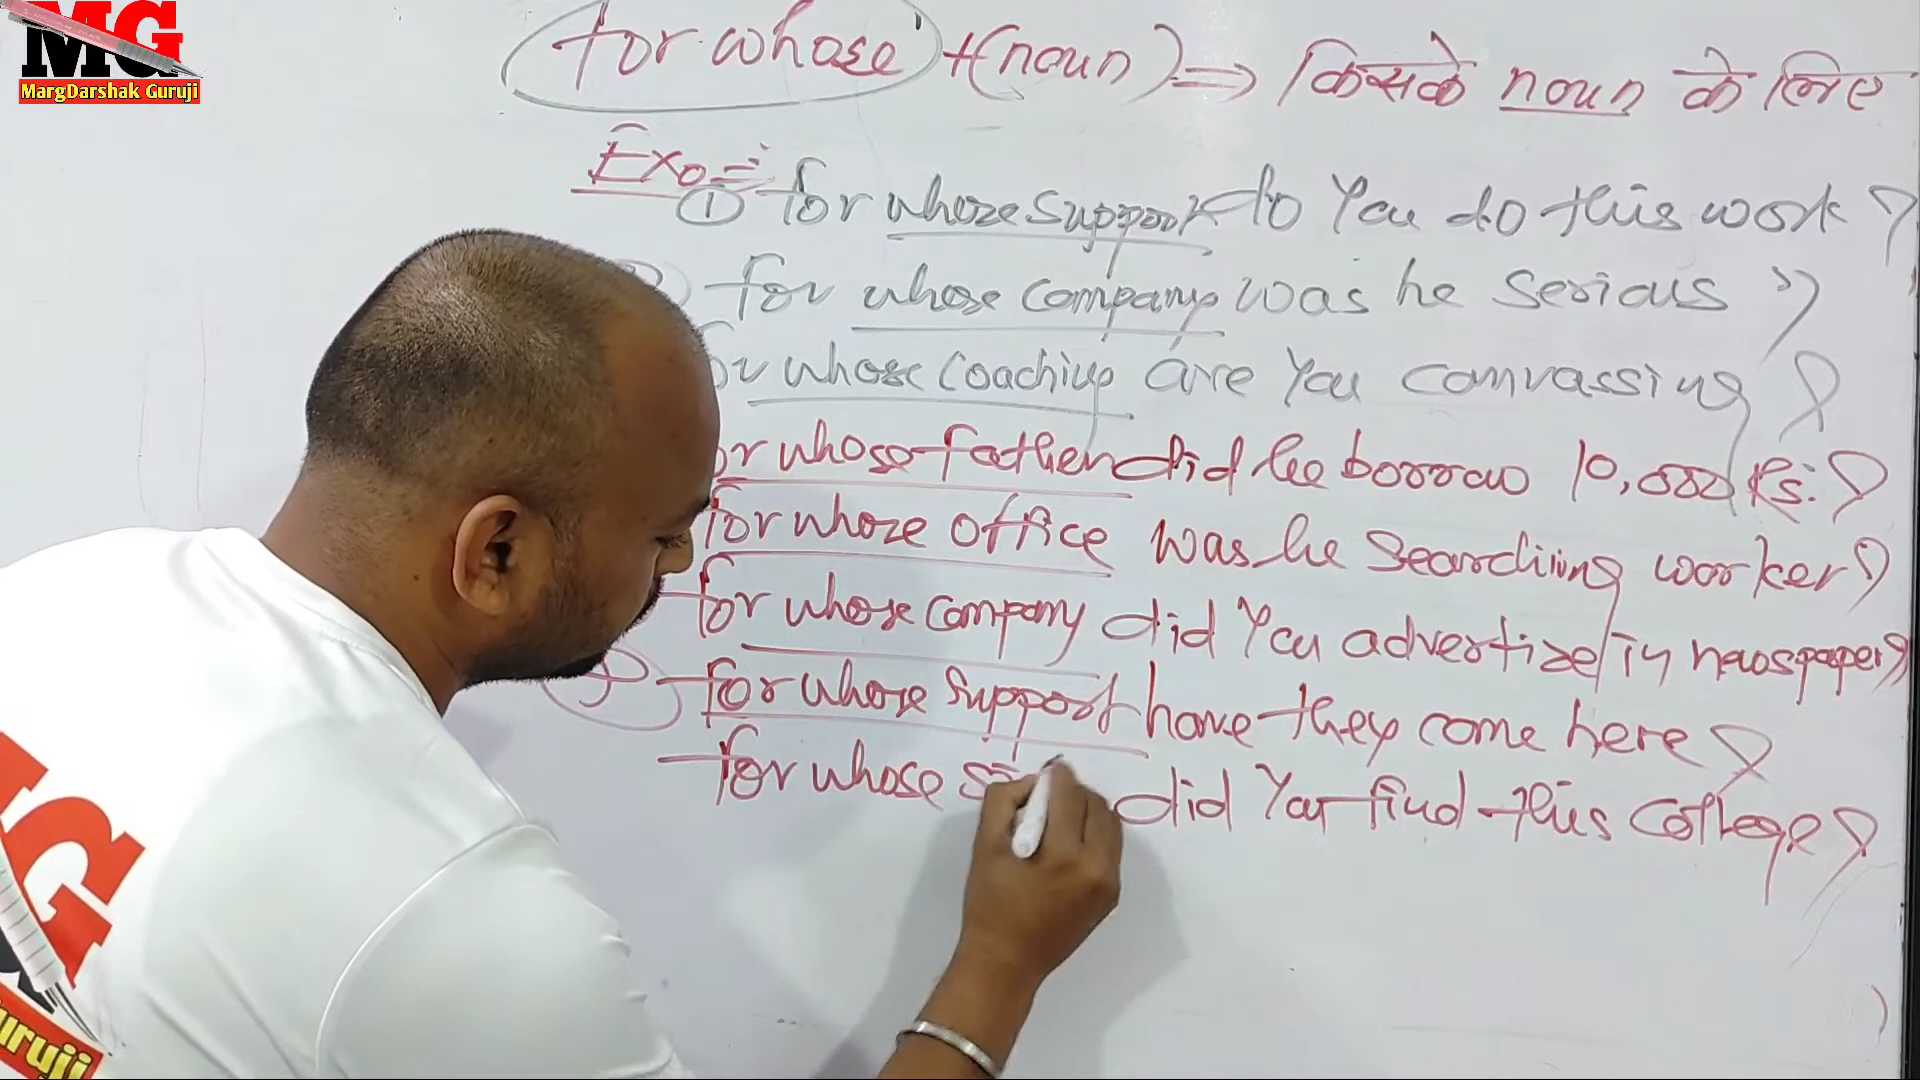 MG
MargDarshak Guruji
for whose + (noun) ⇒ किसके noun के लिए
Exo =
① for whose support do You do this work ?
for whose company was he serious ?
or whose coaching are You canvassing ?
or whose father did he borrow 10,000 Rs. ?
for whose office was he searching worker ?
for whose company did You advertize in newspaper ?
for whose support have they come here ?
for whose did You find this college ?
G
uruji